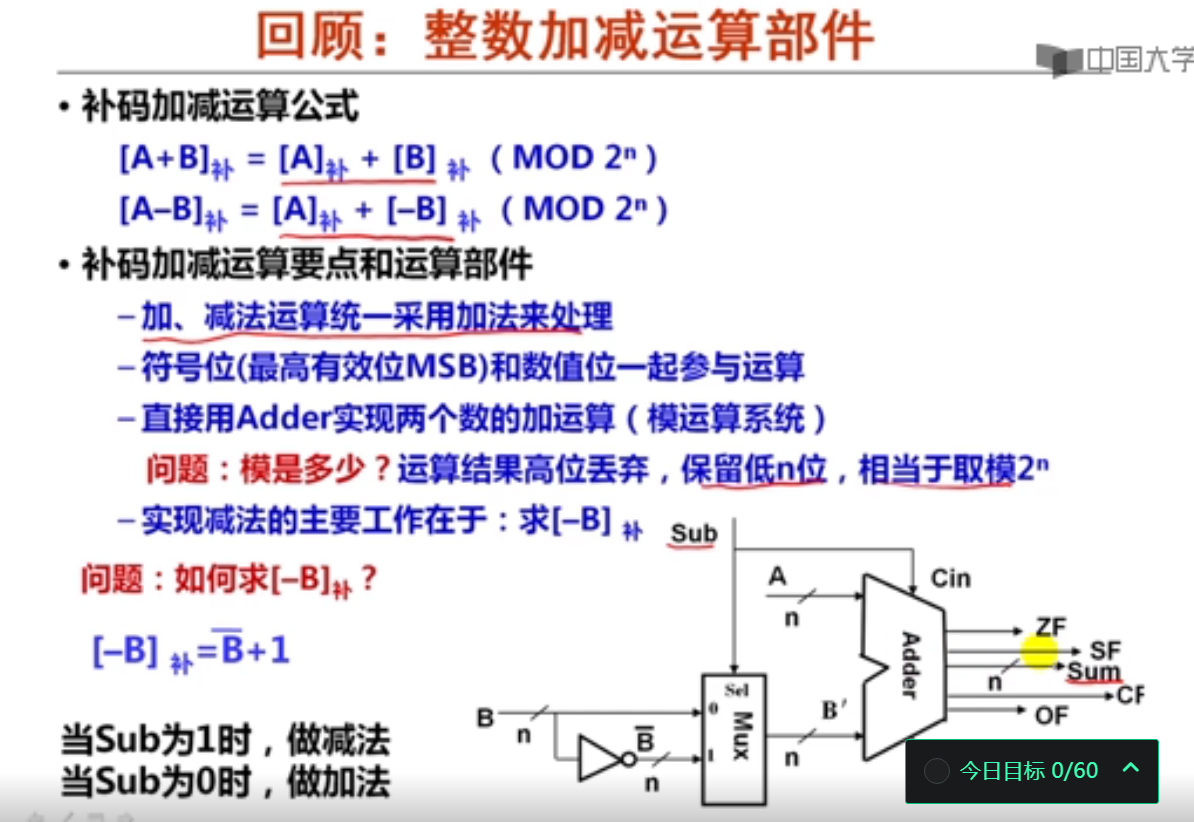 回顾：整数加减运算部件
中国大学
• 补码加减运算公式
[A+B]补 = [A]补 + [B]补（MOD 2ⁿ）
[A–B]补 = [A]补 + [–B]补（MOD 2ⁿ）
• 补码加减运算要点和运算部件
– 加、减法运算统一采用加法来处理
– 符号位(最高有效位MSB)和数值位一起参与运算
– 直接用Adder实现两个数的加运算（模运算系统）
问题：模是多少？运算结果高位丢弃，保留低n位，相当于取模2ⁿ
– 实现减法的主要工作在于：求[–B]补
问题：如何求[–B]补？
[–B]补=B̅+1
当Sub为1时，做减法
当Sub为0时，做加法
Sub
A
n
Cin
Adder
ZF
SF
n
Sum
CF
OF
B
n
B̅
n
Sel
0
1
Mux
B′
n
今日目标 0/60